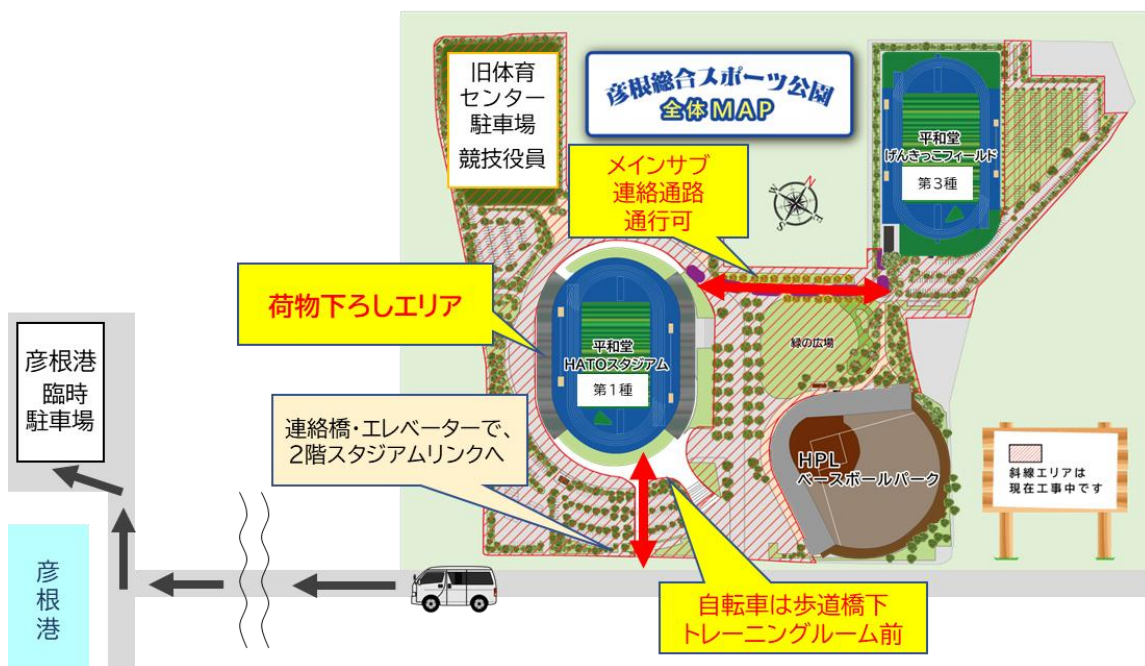 旧体育
センター
駐車場
競技役員
彦根総合スポーツ公園
全体MAP
平和堂
げんきっこフィールド
第3種
メインサブ
連絡通路
通行可
N
W
E
S
荷物下ろしエリア
平和堂
HATOスタジアム
第1種
緑の広場
彦根港
臨時
駐車場
連絡橋・エレベーターで、
2階スタジアムリンクへ
HPL
ベースボールパーク
斜線エリアは
現在工事中です
彦根港
自転車は歩道橋下
トレーニングルーム前